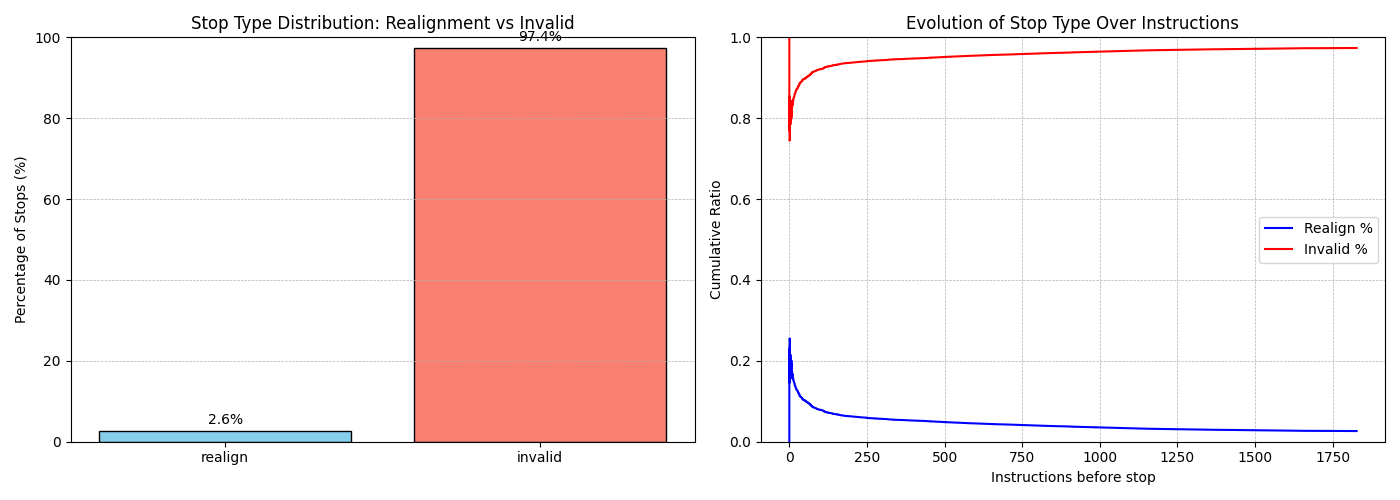 Stop Type Distribution: Realignment vs Invalid
97.4%
2.6%
100
80
60
40
20
0
Percentage of Stops (%)
realign
invalid
Evolution of Stop Type Over Instructions
1.0
0.8
0.6
0.4
0.2
0.0
Cumulative Ratio
Realign %
Invalid %
0
250
500
750
1000
1250
1500
1750
Instructions before stop